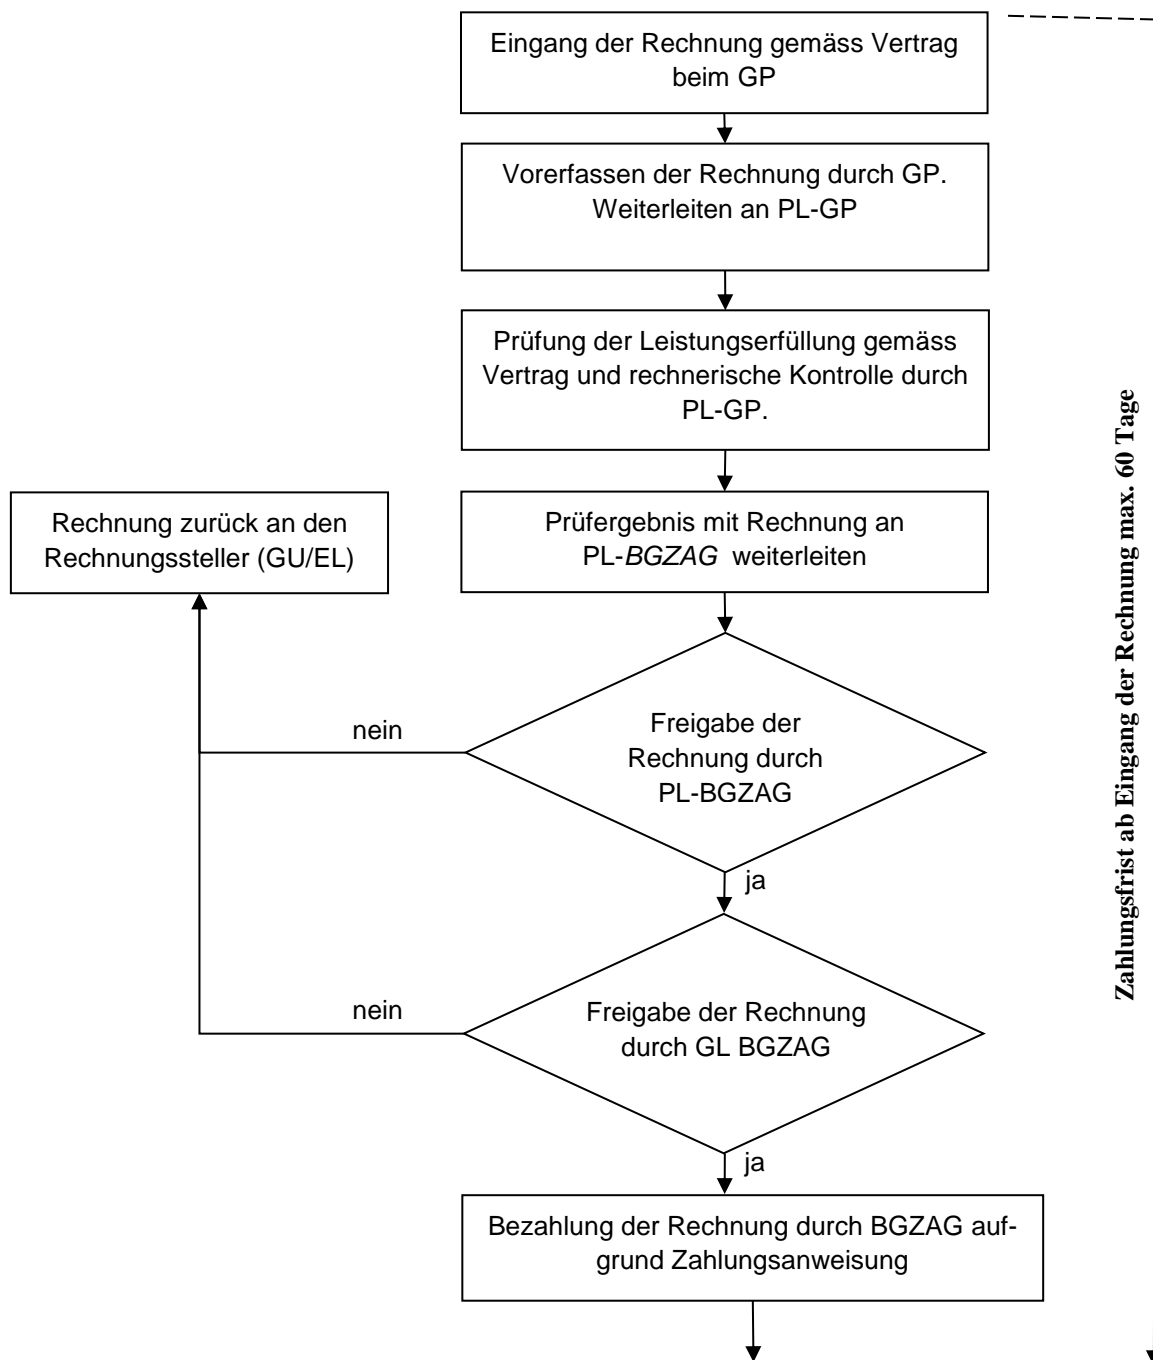 Eingang der Rechnung gemäss Vertrag
beim GP
Vorerfassen der Rechnung durch GP.
Weiterleiten an PL-GP
Prüfung der Leistungserfüllung gemäss
Vertrag und rechnerische Kontrolle durch
PL-GP.
Rechnung zurück an den
Rechnungssteller (GU/EL)
Prüfergebnis mit Rechnung an
PL-BGZAG weiterleiten
nein
Freigabe der
Rechnung durch
PL-BGZAG
ja
nein
Freigabe der Rechnung
durch GL BGZAG
ja
Bezahlung der Rechnung durch BGZAG auf-
grund Zahlungsanweisung
Zahlungsfrist ab Eingang der Rechnung max. 60 Tage